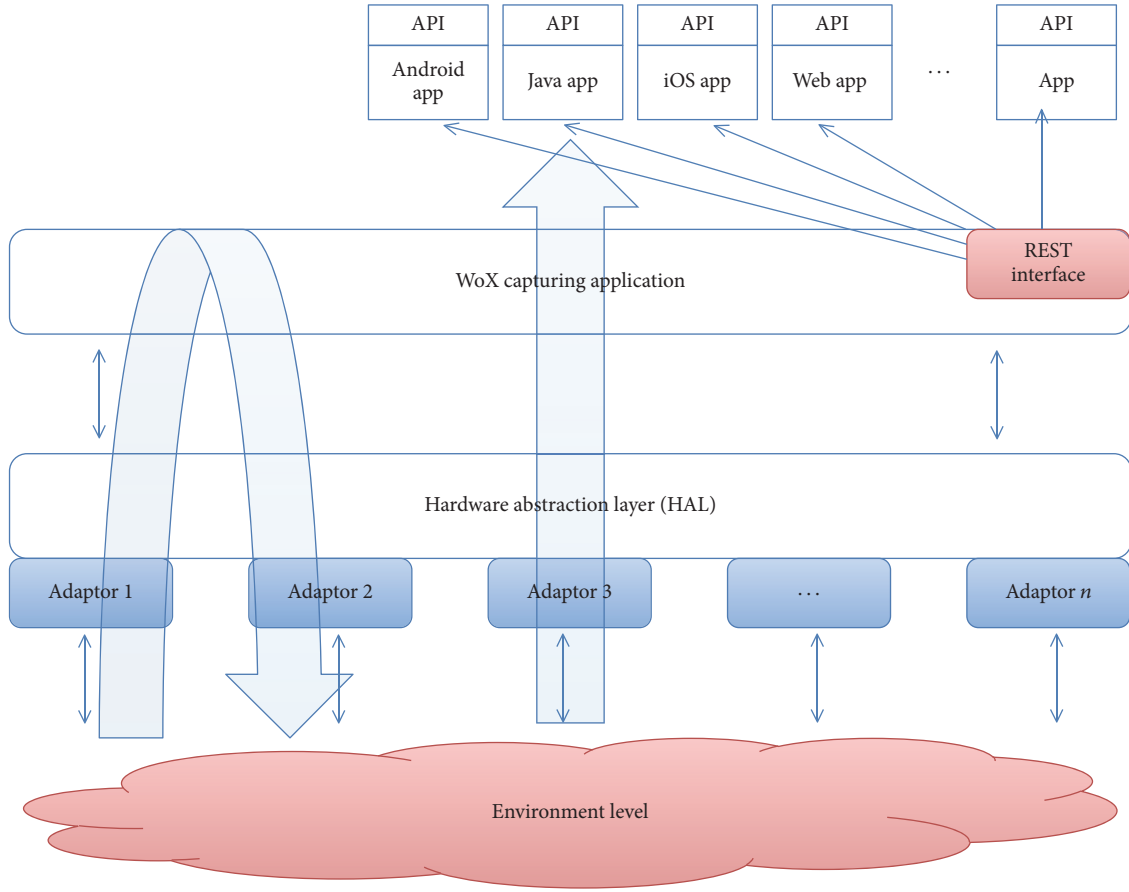 API
API
API
API
API
Android
app
Java app
iOS app
Web app
...
App
REST
interface
WoX capturing application
Hardware abstraction layer (HAL)
Adaptor 1
Adaptor 2
Adaptor 3
...
Adaptor n
Environment level